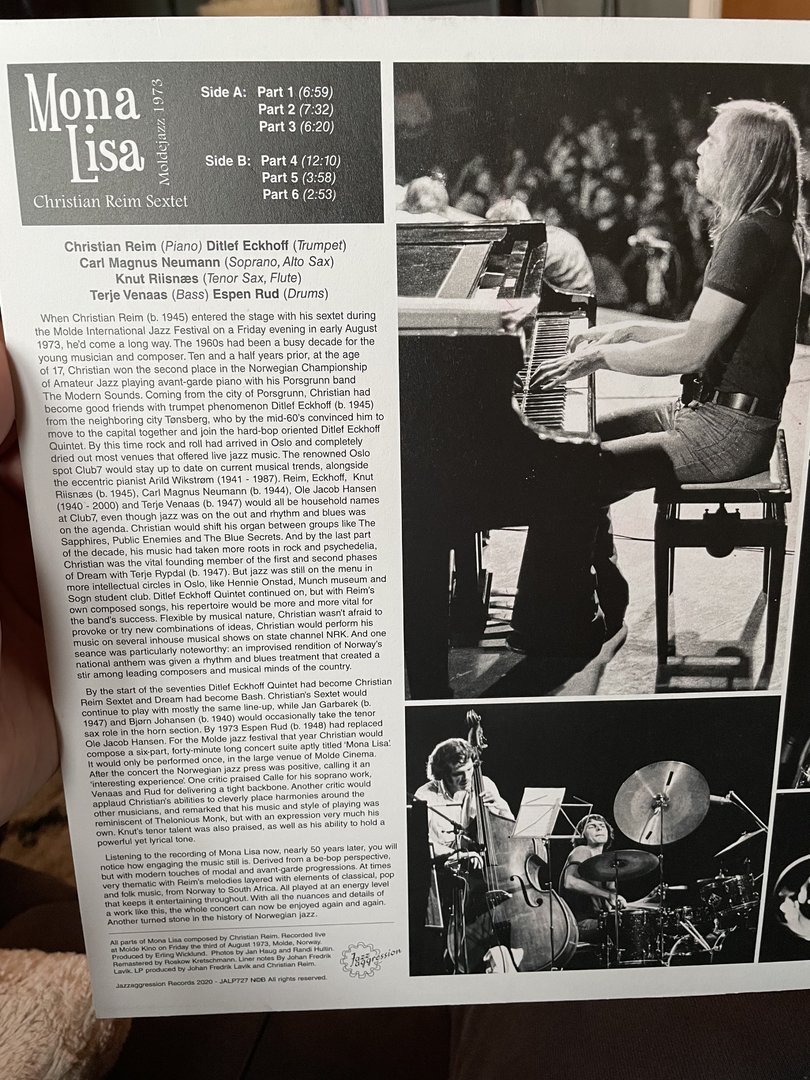 Mona
Lisa
Moldejazz 1973
Christian Reim Sextet
Side A: Part 1 (6:59)
Part 2 (7:32)
Part 3 (6:20)
Side B: Part 4 (12:10)
Part 5 (3:58)
Part 6 (2:53)
Christian Reim (Piano) Ditlef Eckhoff (Trumpet)
Carl Magnus Neumann (Soprano, Alto Sax)
Knut Riisnæs (Tenor Sax, Flute)
Terje Venaas (Bass) Espen Rud (Drums)
When Christian Reim (b. 1945) entered the stage with his sextet during
the Molde International Jazz Festival on a Friday evening in early August
1973, he'd come a long way. The 1960s had been a busy decade for the
young musician and composer. Ten and a half years prior, at the age
of 17, Christian won the second place in the Norwegian Championship
of Amateur Jazz playing avant-garde piano with his Porsgrunn band
The Modern Sounds. Coming from the city of Porsgrunn, Christian had
become good friends with trumpet phenomenon Ditlef Eckhoff (b. 1945)
from the neighboring city Tønsberg, who by the mid-60's convinced him to
move to the capital together and join the hard-bop oriented Ditlef Eckhoff
Quintet. By this time rock and roll had arrived in Oslo and completely
dried out most venues that offered live jazz music. The renowned Oslo
spot Club7 would stay up to date on current musical trends, alongside
the eccentric pianist Arild Wikstrøm (1941 - 1987). Reim, Eckhoff, Knut
Riisnæs (b. 1945), Carl Magnus Neumann (b. 1944), Ole Jacob Hansen
(1940 - 2000) and Terje Venaas (b. 1947) would all be household names
at Club7, even though jazz was on the out and rhythm and blues was
on the agenda. Christian would shift his organ between groups like The
Sapphires, Public Enemies and The Blue Secrets. And by the last part
of the decade, his music had taken more roots in rock and psychedelia,
Christian was the vital founding member of the first and second phases
of Dream with Terje Rypdal (b. 1947). But jazz was still on the menu in
more intellectual circles in Oslo, like Hennie Onstad, Munch museum and
Sogn student club. Ditlef Eckhoff Quintet continued on, but with Reim's
own composed songs, his repertoire would be more and more vital for
the band's success. Flexible by musical nature, Christian wasn't afraid to
provoke or try new combinations of ideas, Christian would perform his
music on several inhouse musical shows on state channel NRK. And one
seance was particularly noteworthy: an improvised rendition of Norway's
national anthem was given a rhythm and blues treatment that created a
stir among leading composers and musical minds of the country.
By the start of the seventies Ditlef Eckhoff Quintet had become Christian
Reim Sextet and Dream had become Bash. Christian's Sextet would
continue to play with mostly the same line-up, while Jan Garbarek (b.
1947) and Bjørn Johansen (b. 1940) would occasionally take the tenor
sax role in the horn section. By 1973 Espen Rud (b. 1948) had replaced
Ole Jacob Hansen. For the Molde jazz festival that year Christian would
compose a six-part, forty-minute long concert suite aptly titled 'Mona Lisa'.
It would only be performed once, in the large venue of Molde Cinema.
After the concert the Norwegian jazz press was positive, calling it an
'interesting experience'. One critic praised Calle for his soprano work,
Venaas and Rud for delivering a tight backbone. Another critic would
applaud Christian's abilities to cleverly place harmonies around the
other musicians, and remarked that his music and style of playing was
reminiscent of Thelonious Monk, but with an expression very much his
own. Knut's tenor talent was also praised, as well as his ability to hold a
powerful yet lyrical tone.
Listening to the recording of Mona Lisa now, nearly 50 years later, you will
notice how engaging the music still is. Derived from a be-bop perspective,
but with modern touches of modal and avant-garde progressions. At times
very thematic with Reim's melodies layered with elements of classical, pop
and folk music, from Norway to South Africa. All played at an energy level
that keeps it entertaining throughout. With all the nuances and details of
a work like this, the whole concert can now be enjoyed again and again.
Another turned stone in the history of Norwegian jazz.
All parts of Mona Lisa composed by Christian Reim. Recorded live
at Molde Kino on Friday the third of August 1973, Molde, Norway.
Produced by Erling Wicklund. Photos by Jan Haug and Randi Hultin.
Remastered by Roskow Kretschmann. Liner notes By Johan Fredrik
Lavik. LP produced by Johan Fredrik Lavik and Christian Reim.
Jazzaggression Records 2020 - JALP727 NØB All rights reserved.
Jazz
aggression